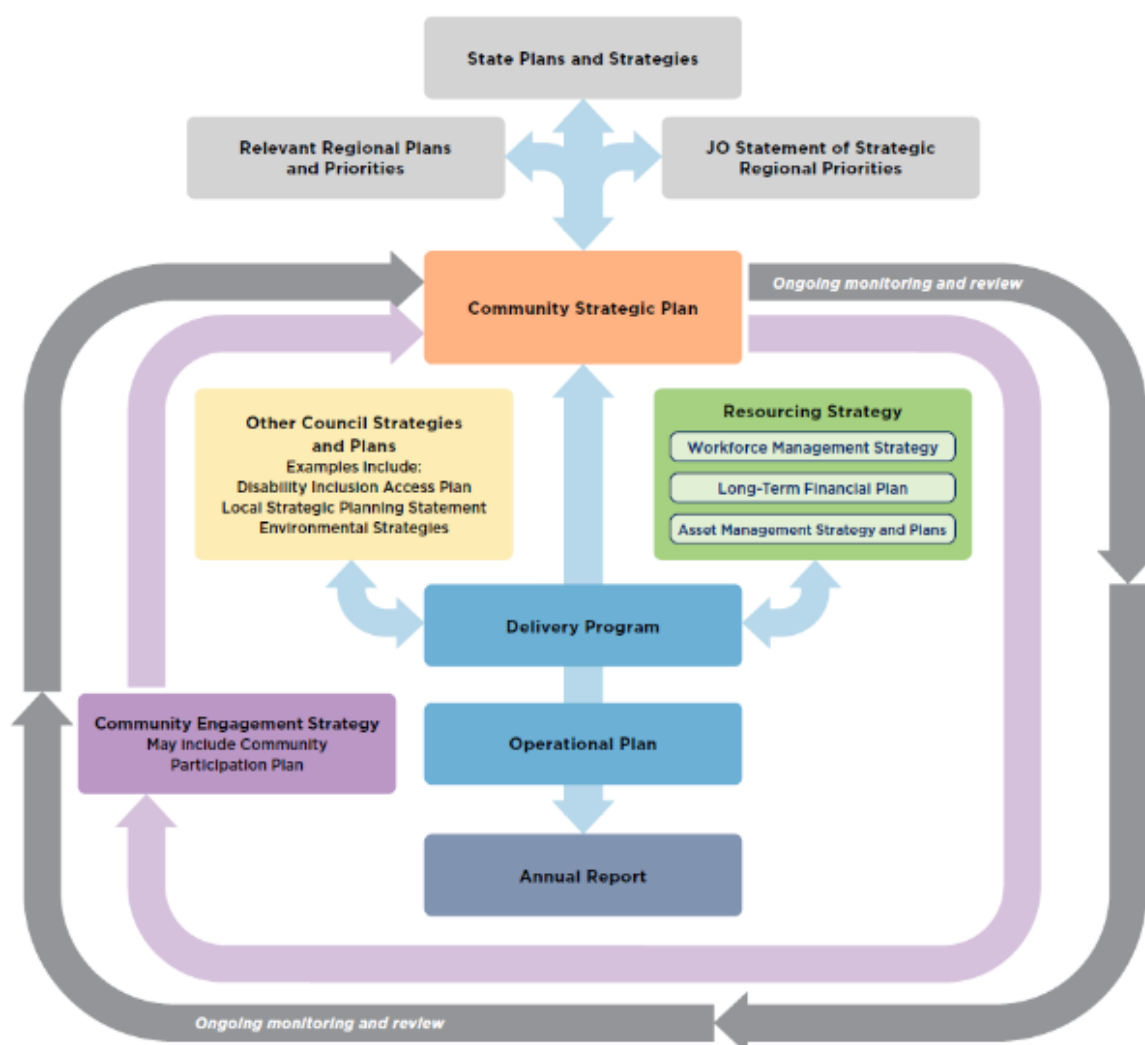 State Plans and Strategies
Relevant Regional Plans
and Priorities
JO Statement of Strategic
Regional Priorities
Community Strategic Plan
Ongoing monitoring and review
Other Council Strategies
and Plans
Examples Include:
Disability Inclusion Access Plan
Local Strategic Planning Statement
Environmental Strategies
Resourcing Strategy
Workforce Management Strategy
Long-Term Financial Plan
Asset Management Strategy and Plans
Delivery Program
Community Engagement Strategy
May Include Community
Participation Plan
Operational Plan
Annual Report
Ongoing monitoring and review